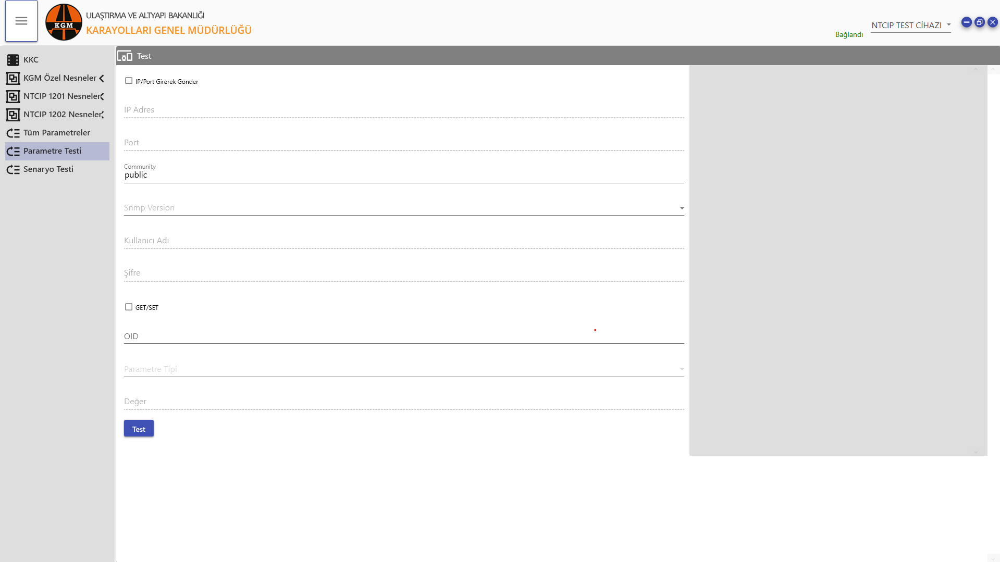 ULAŞTIRMA VE ALTYAPI BAKANLIĞI
KARAYOLLARI GENEL MÜDÜRLÜĞÜ
KGM
NTCIP TEST CİHAZI
Bağlandı
KKC
KGM Özel Nesneler
NTCIP 1201 Nesneler
NTCIP 1202 Nesneler
Tüm Parametreler
Parametre Testi
Senaryo Testi
Test
IP/Port Girerek Gönder
IP Adres
Port
Community
public
Snmp Version
Kullanıcı Adı
Şifre
GET/SET
OID
Parametre Tipi
Değer
Test